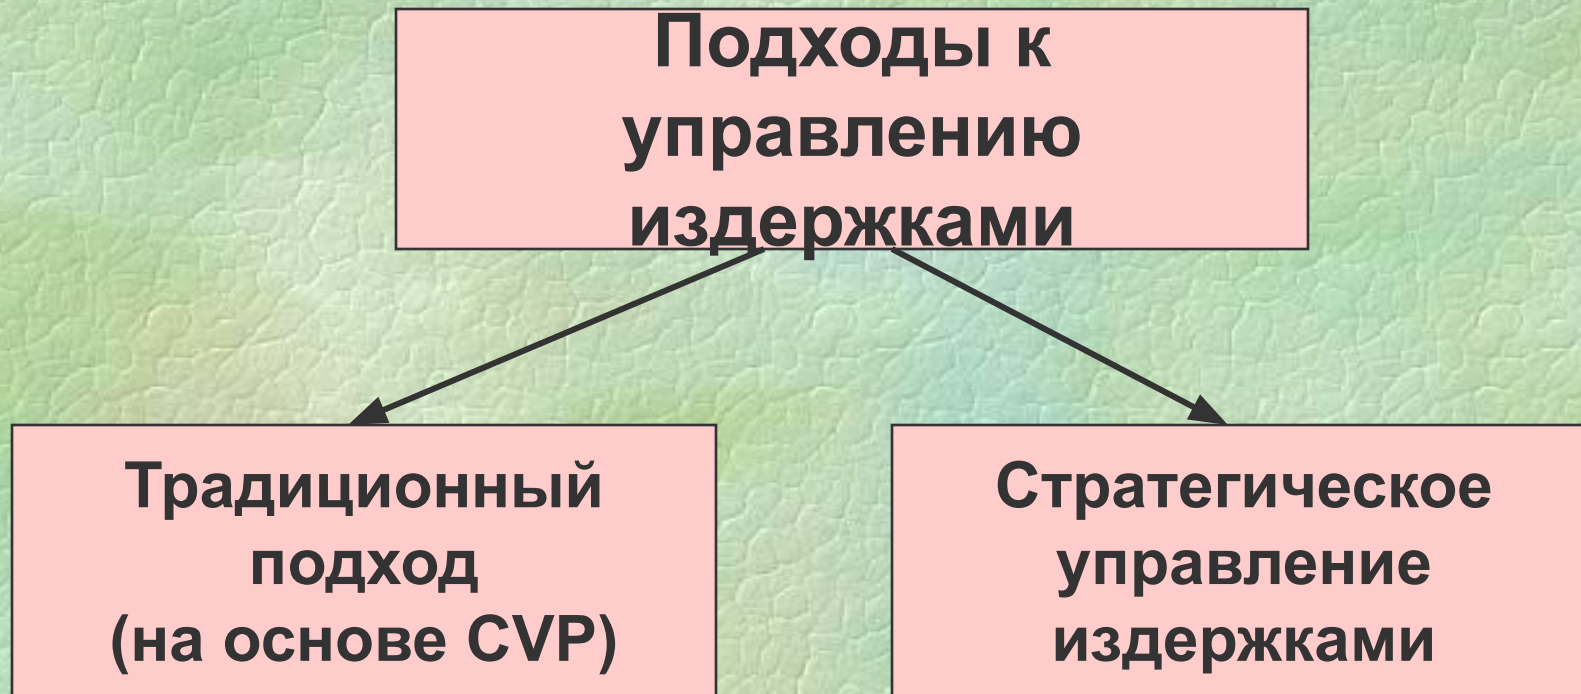 Подходы к
управлению
издержками
Традиционный
подход
(на основе CVP)
Стратегическое
управление
издержками